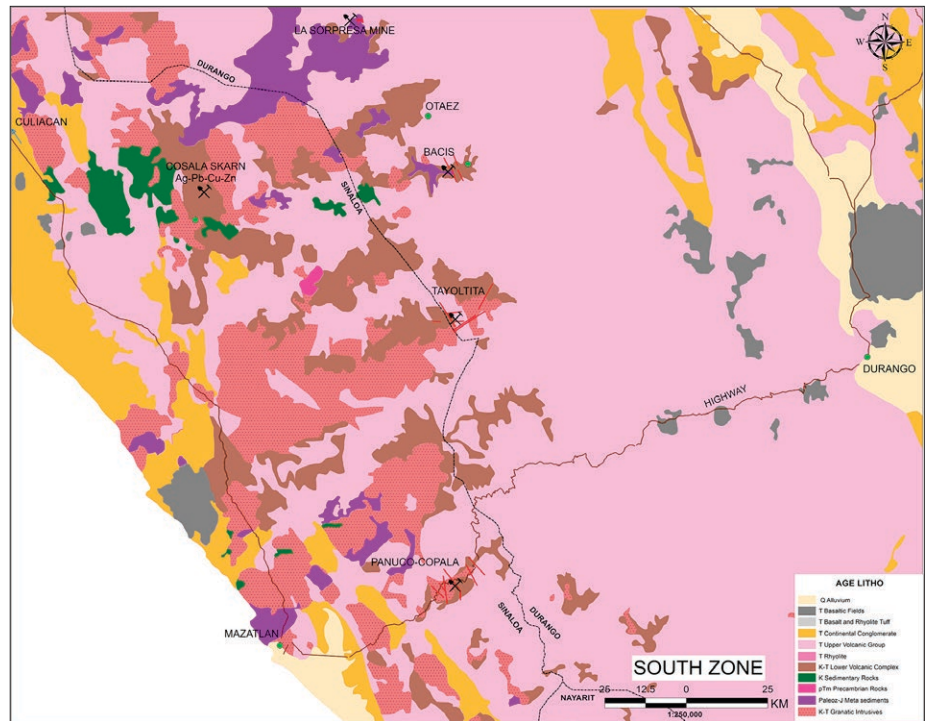 LA SORPRESA MINE
N
W E
S
DURANGO
CULIACAN
OTAEZ
BACIS
COSALA SKARN
Ag-Pb-Cu-Zn
SINALOA
TAYOLTITA
DURANGO
HIGHWAY
PANUCO-COPALA
SINALOA
DURANGO
MAZATLAN
NAYARIT
SOUTH ZONE
25 12.5 0 25
KM
1:250,000
AGE LITHO
Q Alluvium
T Basaltic Fields
T Basalt and Rhyolite Tuff
T Continental Conglomerate
T Upper Volcanic Group
T Rhyolite
K-T Lower Volcanic Complex
K Sedimentary Rocks
pTm Precambrian Rocks
Paleoz-J Meta sediments
K-T Granatic Intrusives